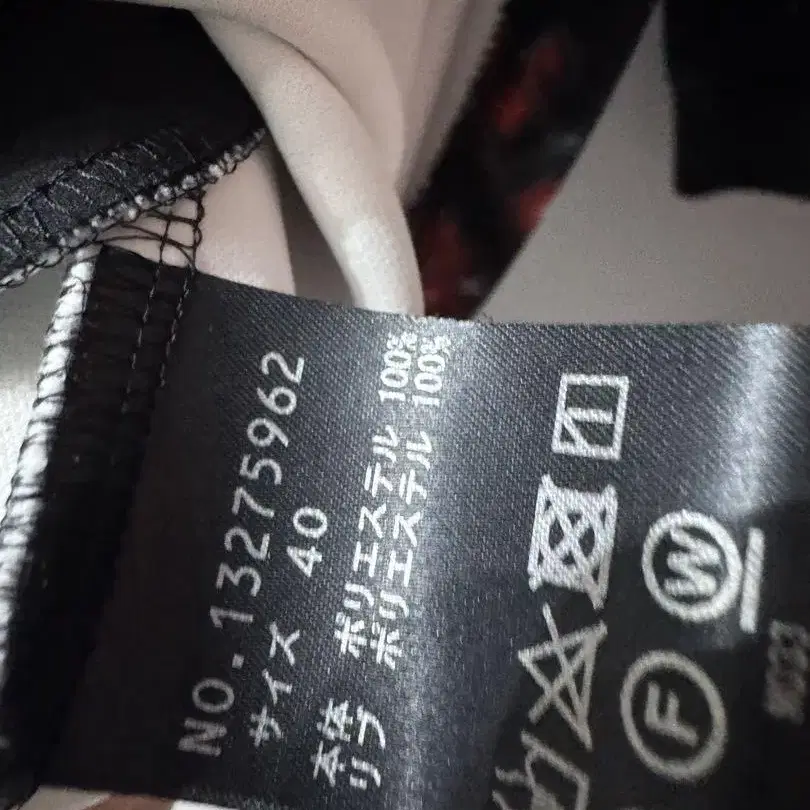 NO.13275962
サイズ 40
本体 ポリエステル 100%
リブ ポリエステル 100%
W
F